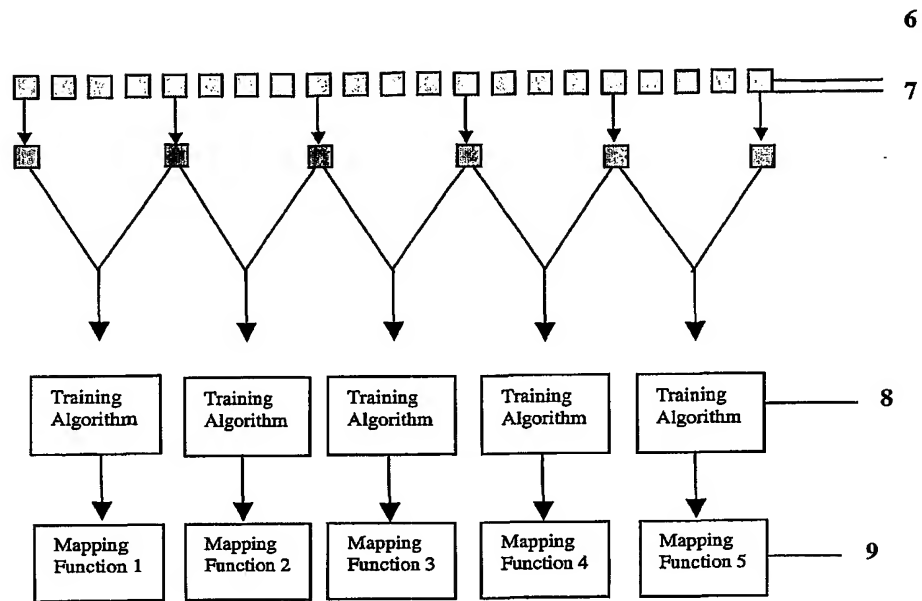 6
7
Training Algorithm
Training Algorithm
Training Algorithm
Training Algorithm
Training Algorithm
8
Mapping Function 1
Mapping Function 2
Mapping Function 3
Mapping Function 4
Mapping Function 5
9